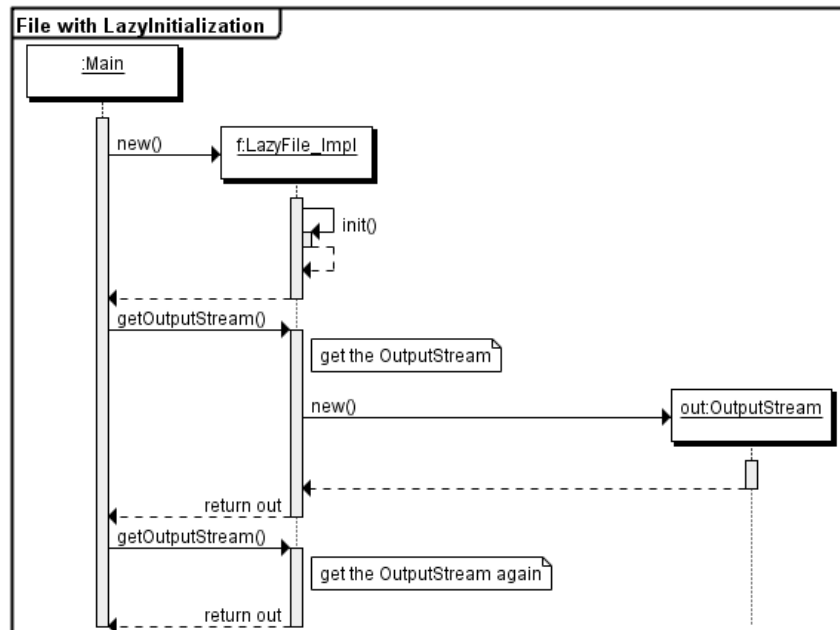 File with LazyInitialization
:Main
new()
f:LazyFile_Impl
init()
getOutputStream()
get the OutputStream
new()
out:OutputStream
return out
getOutputStream()
get the OutputStream again
return out